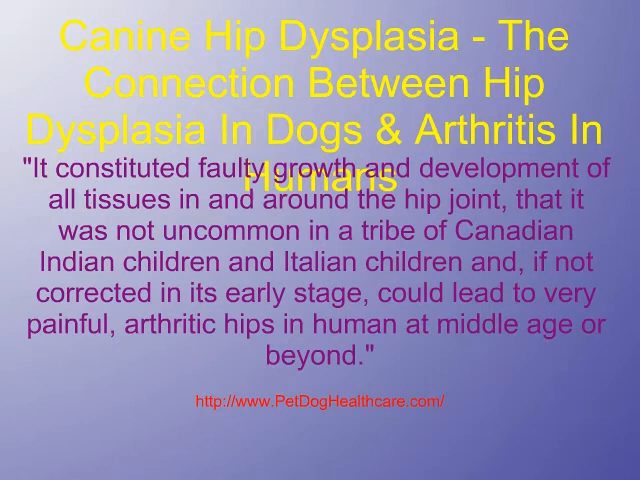 Canine Hip Dysplasia - The
Connection Between Hip
Dysplasia In Dogs & Arthritis In
Humans
"It constituted faulty growth and development of
all tissues in and around the hip joint, that it
was not uncommon in a tribe of Canadian
Indian children and Italian children and, if not
corrected in its early stage, could lead to very
painful, arthritic hips in human at middle age or
beyond."
http://www.PetDogHealthcare.com/